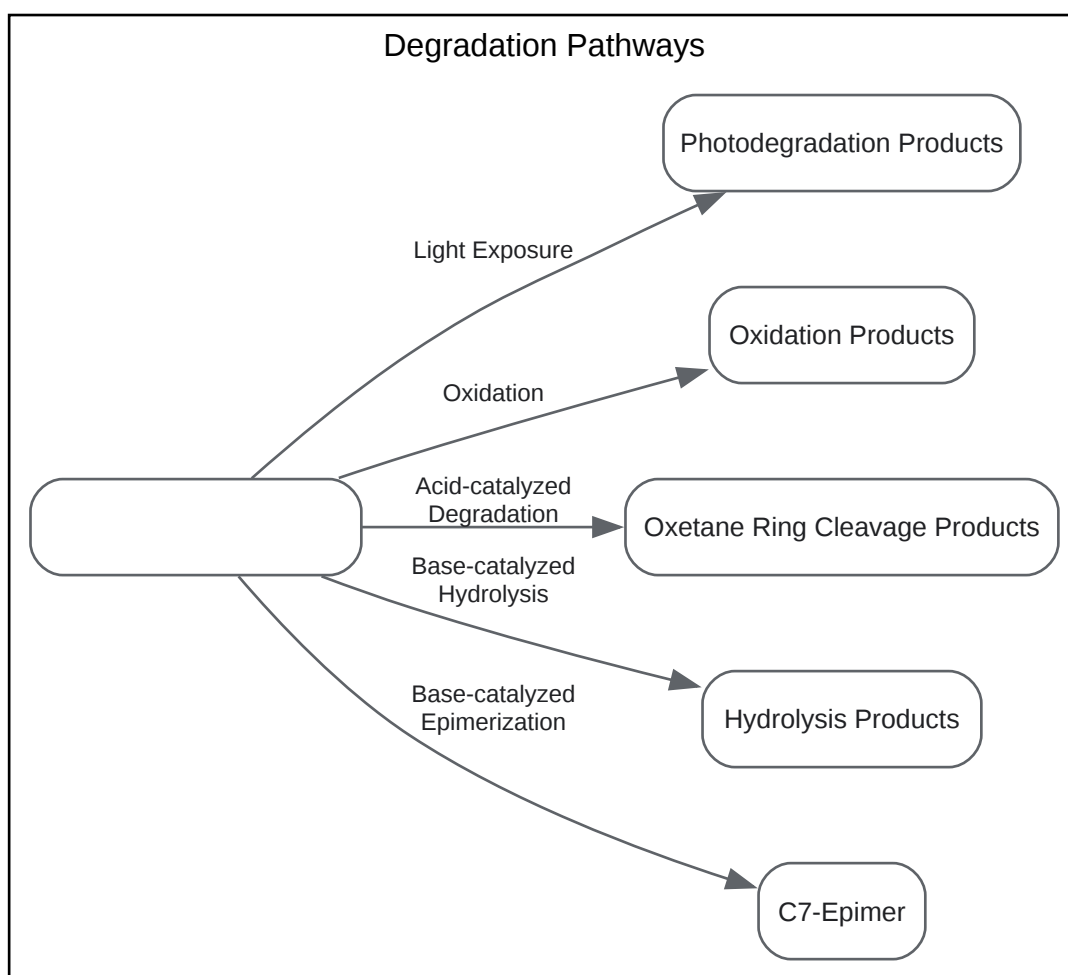 Degradation Pathways
Photodegradation Products
Light Exposure
Oxidation Products
Oxidation
Acid-catalyzed
Degradation
Oxetane Ring Cleavage Products
Base-catalyzed
Hydrolysis
Hydrolysis Products
Base-catalyzed
Epimerization
C7-Epimer